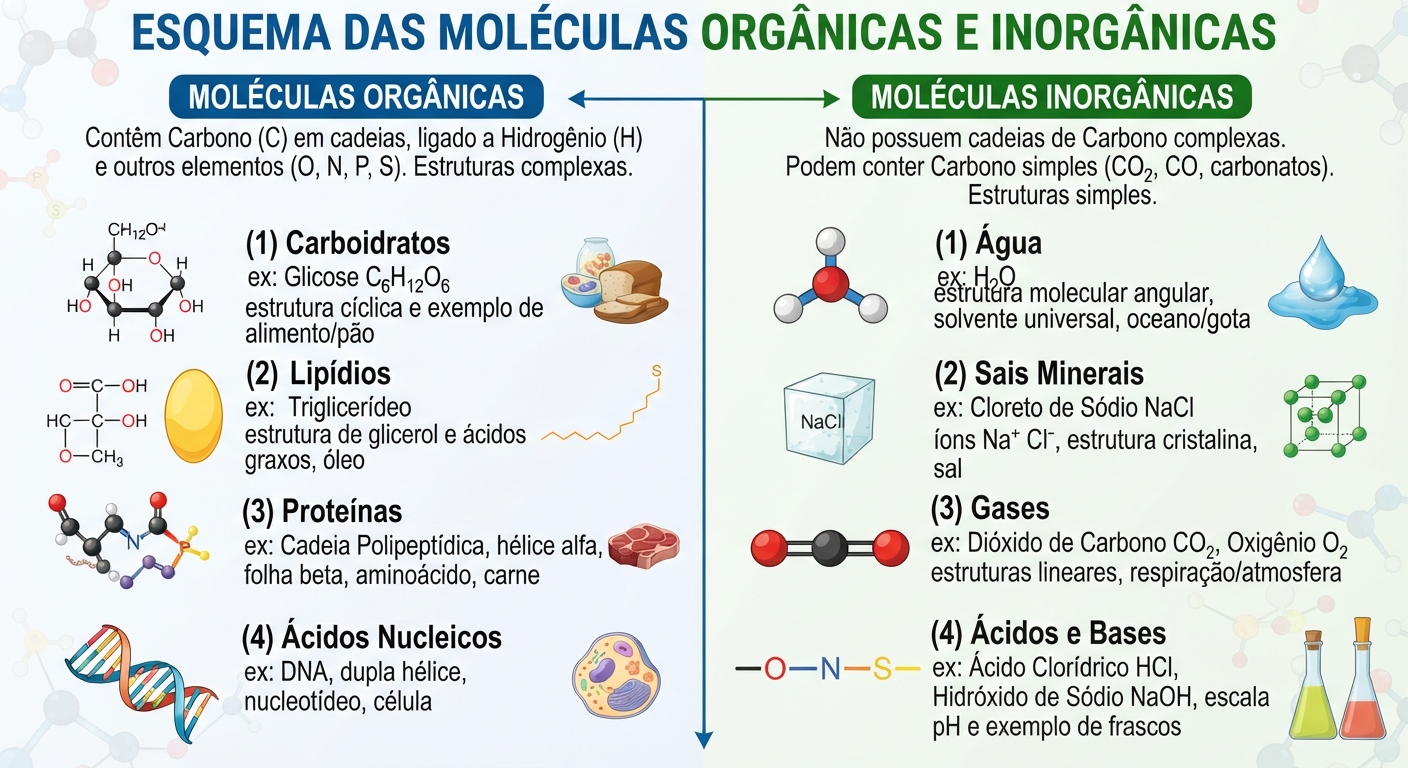 ESQUEMA DAS MOLÉCULAS ORGÂNICAS E INORGÂNICAS
MOLÉCULAS ORGÂNICAS
Contêm Carbono (C) em cadeias, ligado a Hidrogênio (H)
e outros elementos (O, N, P, S). Estruturas complexas.
CH₁₂O
H
O
H
OH
HO
OH
H
OH
(1) Carboidratos
ex: Glicose C₆H₁₂O₆
estrutura cíclica e exemplo de
alimento/pão
O=C—OH
HC—OH
O—CH₃
(2) Lipídios
ex: Triglicerídeo
estrutura de glicerol e ácidos
graxos, óleo
S
N
P
(3) Proteínas
ex: Cadeia Polipeptídica, hélice alfa,
folha beta, aminoácido, carne
(4) Ácidos Nucleicos
ex: DNA, dupla hélice,
nucleotídeo, célula
P
S
MOLÉCULAS INORGÂNICAS
Não possuem cadeias de Carbono complexas.
Podem conter Carbono simples (CO₂, CO, carbonatos).
Estruturas simples.
(1) Água
ex: H₂O
estrutura molecular angular,
solvente universal, oceano/gota
NaCl
(2) Sais Minerais
ex: Cloreto de Sódio NaCl
íons Na⁺ Cl⁻, estrutura cristalina,
sal
(3) Gases
ex: Dióxido de Carbono CO₂, Oxigênio O₂
estruturas lineares, respiração/atmosfera
—O—N—S—
(4) Ácidos e Bases
ex: Ácido Clorídrico HCl,
Hidróxido de Sódio NaOH, escala
pH e exemplo de frascos